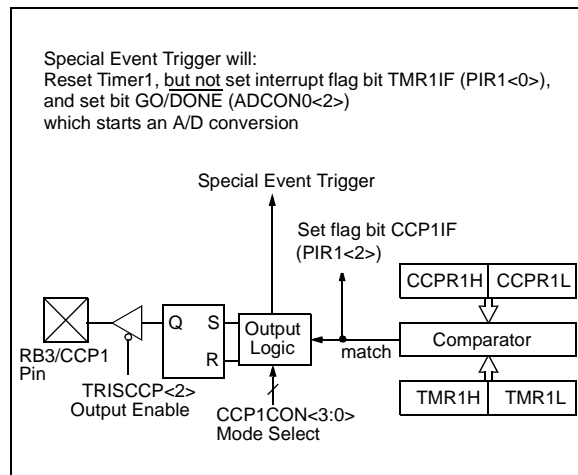 Special Event Trigger will:
Reset Timer1, but not set interrupt flag bit TMR1IF (PIR1<0>),
and set bit GO/DONE (ADCON0<2>)
which starts an A/D conversion
Special Event Trigger
Set flag bit CCP1IF
(PIR1<2>)
CCPR1H CCPR1L
Q S
R
Output
Logic
match
Comparator
RB3/CCP1
Pin
TRISCCP<2>
Output Enable
CCP1CON<3:0>
Mode Select
TMR1H TMR1L